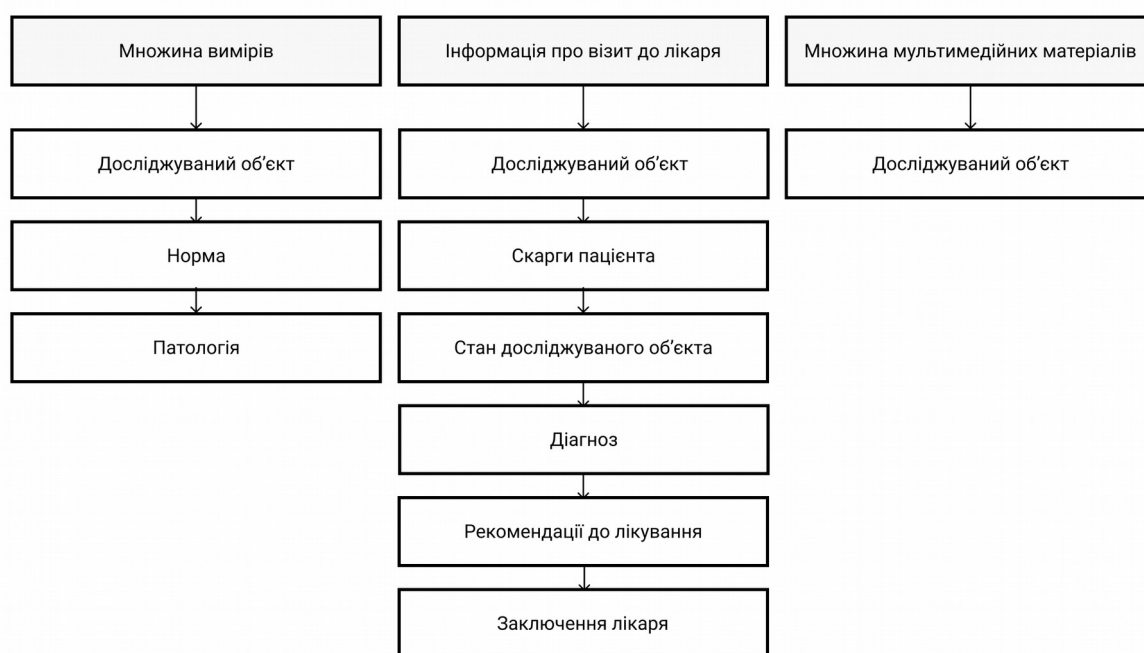 Множина вимірів
Інформація про візит до лікаря
Множина мультимедійних матеріалів
Досліджуваний об’єкт
Досліджуваний об’єкт
Досліджуваний об’єкт
Норма
Скарги пацієнта
Патологія
Стан досліджуваного об’єкта
Діагноз
Рекомендації до лікування
Заключення лікаря